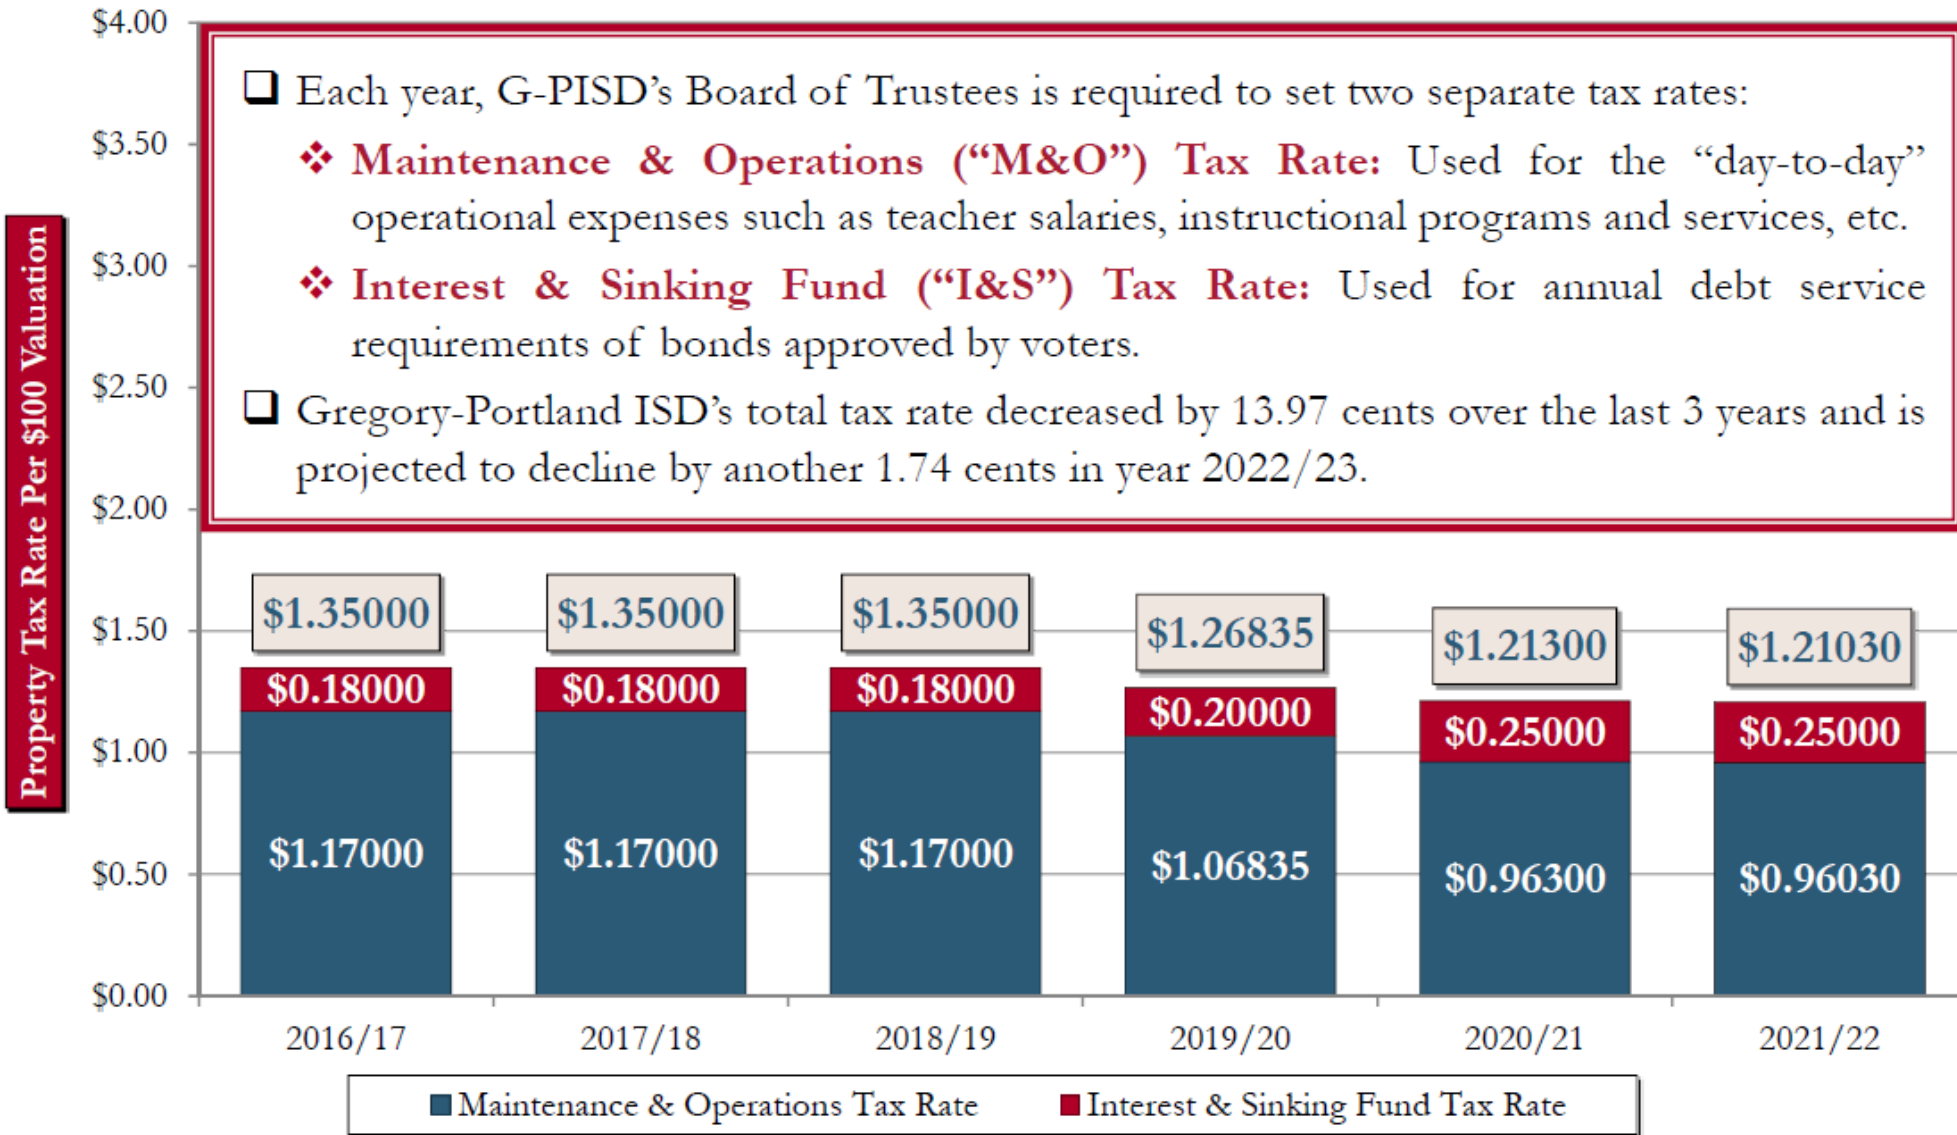 $4.00
$3.50
$3.00
$2.50
$2.00
$1.50
$1.00
$0.50
$0.00
Property Tax Rate Per $100 Valuation
❑ Each year, G-PISD’s Board of Trustees is required to set two separate tax rates:
❖ Maintenance & Operations (“M&O”) Tax Rate: Used for the “day-to-day”
operational expenses such as teacher salaries, instructional programs and services, etc.
❖ Interest & Sinking Fund (“I&S”) Tax Rate: Used for annual debt service
requirements of bonds approved by voters.
❑ Gregory-Portland ISD’s total tax rate decreased by 13.97 cents over the last 3 years and is
projected to decline by another 1.74 cents in year 2022/23.
$1.35000 $1.35000 $1.35000 $1.26835 $1.21300 $1.21030
$0.18000 $0.18000 $0.18000 $0.20000 $0.25000 $0.25000
$1.17000 $1.17000 $1.17000 $1.06835 $0.96300 $0.96030
2016/17 2017/18 2018/19 2019/20 2020/21 2021/22
Maintenance & Operations Tax Rate Interest & Sinking Fund Tax Rate